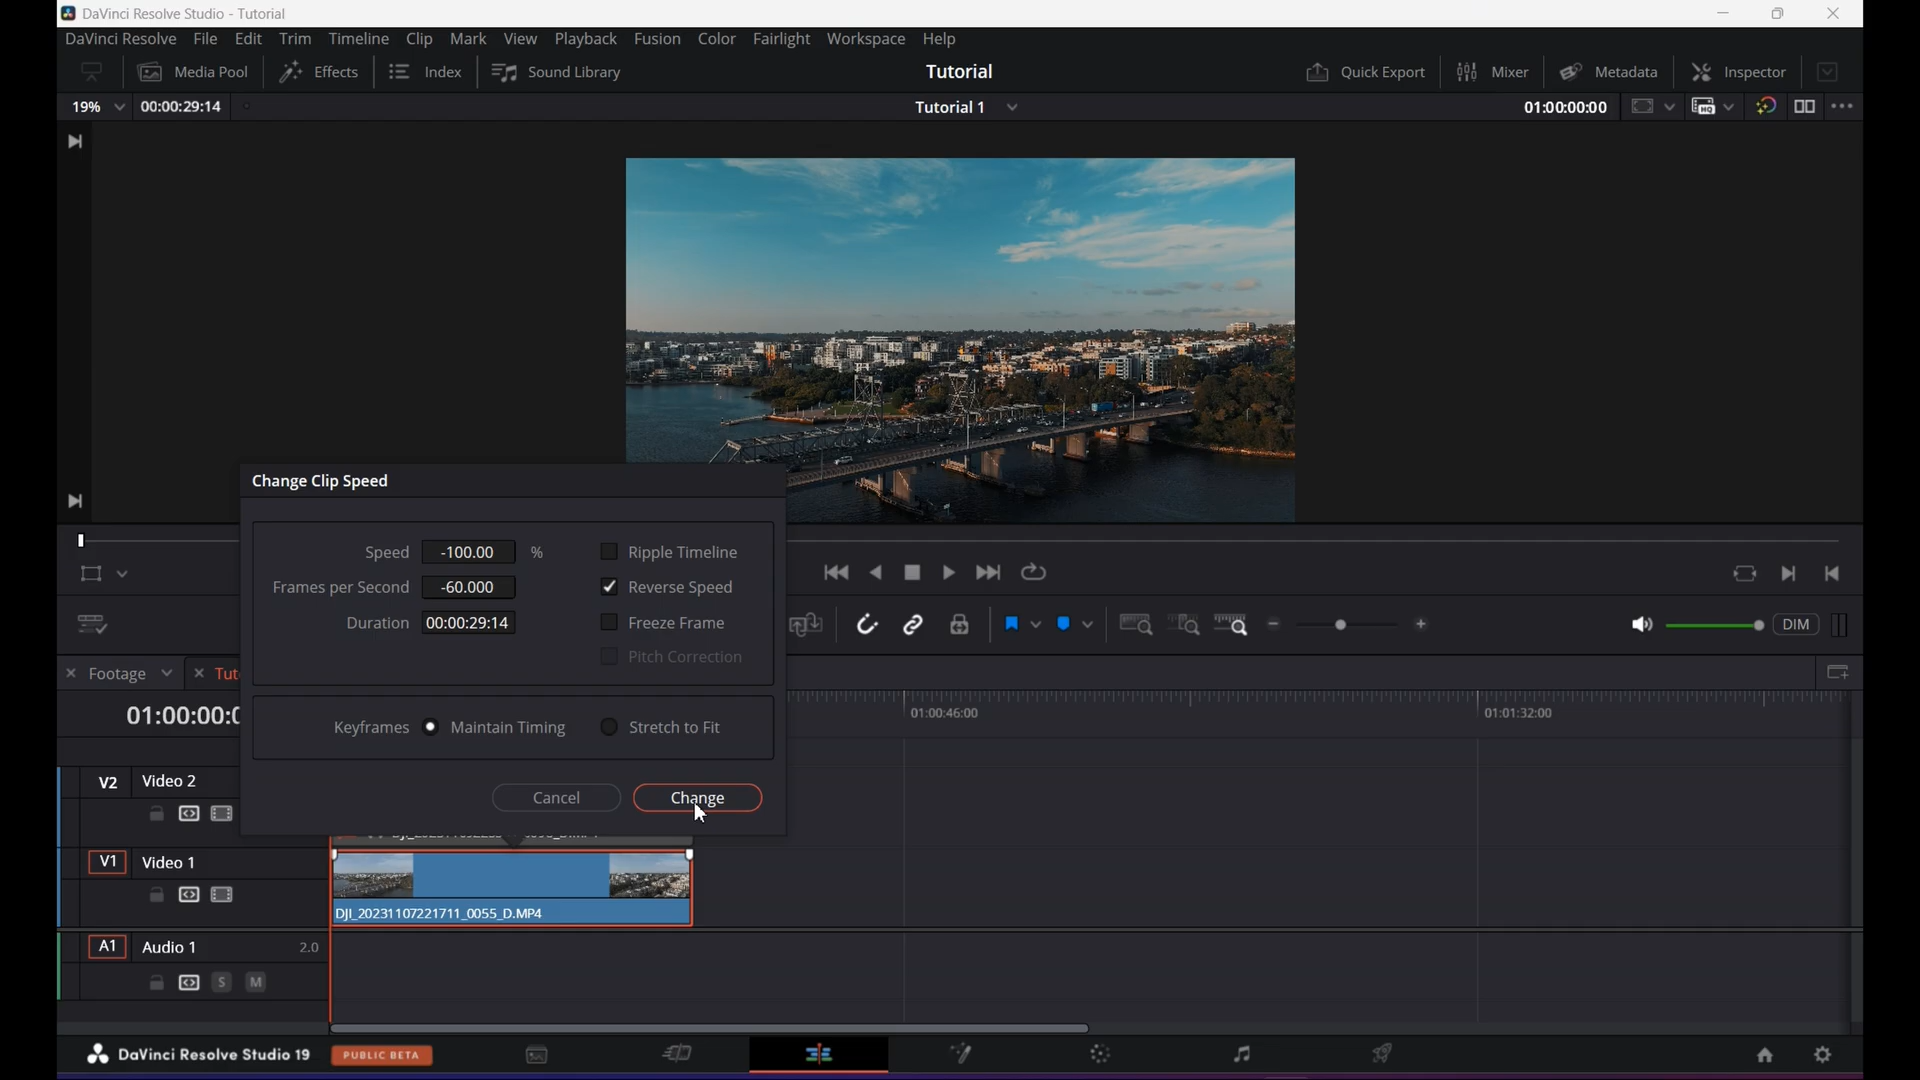 DaVinci Resolve Studio - Tutorial
DaVinci Resolve File Edit Trim Timeline Clip Mark View Playback Fusion Color Fairlight Workspace Help
Media Pool Effects Index Sound Library Tutorial Quick Export Mixer Metadata Inspector
19% 00:00:29:14 Tutorial 1 01:00:00:00
Change Clip Speed
Speed -100.00 % Ripple Timeline
Frames per Second -60.000 Reverse Speed
Duration 00:00:29:14 Freeze Frame
Pitch Correction
DIM
Footage Tut
01:00:00:0
01:00:46:00 01:01:32:00
Keyframes Maintain Timing Stretch to Fit
Cancel Change
V2 Video 2
V1 Video 1
DJI_20231107221711_0055_D.MP4
A1 Audio 1 2.0
S M
DaVinci Resolve Studio 19 PUBLIC BETA